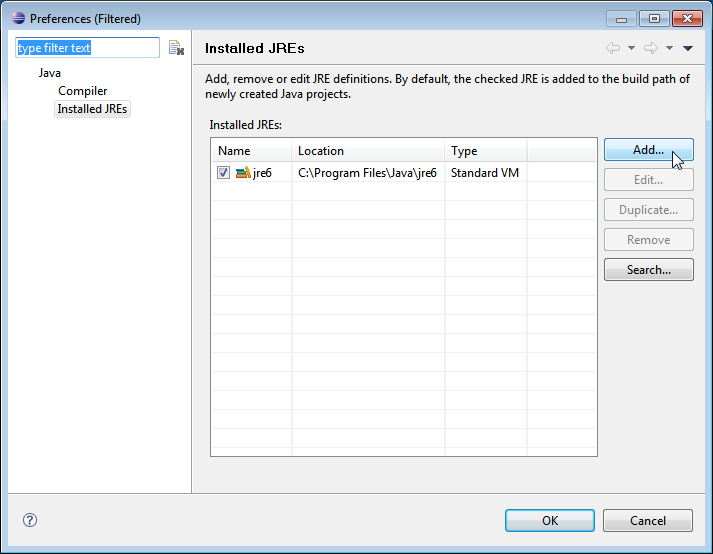 Preferences (Filtered)
type filter text
Java
Compiler
Installed JREs
Installed JREs
Add, remove or edit JRE definitions. By default, the checked JRE is added to the build path of
newly created Java projects.
Installed JREs:
Name Location Type
jre6 C:\Program Files\Java\jre6 Standard VM
Add...
Edit...
Duplicate...
Remove
Search...
?
OK Cancel